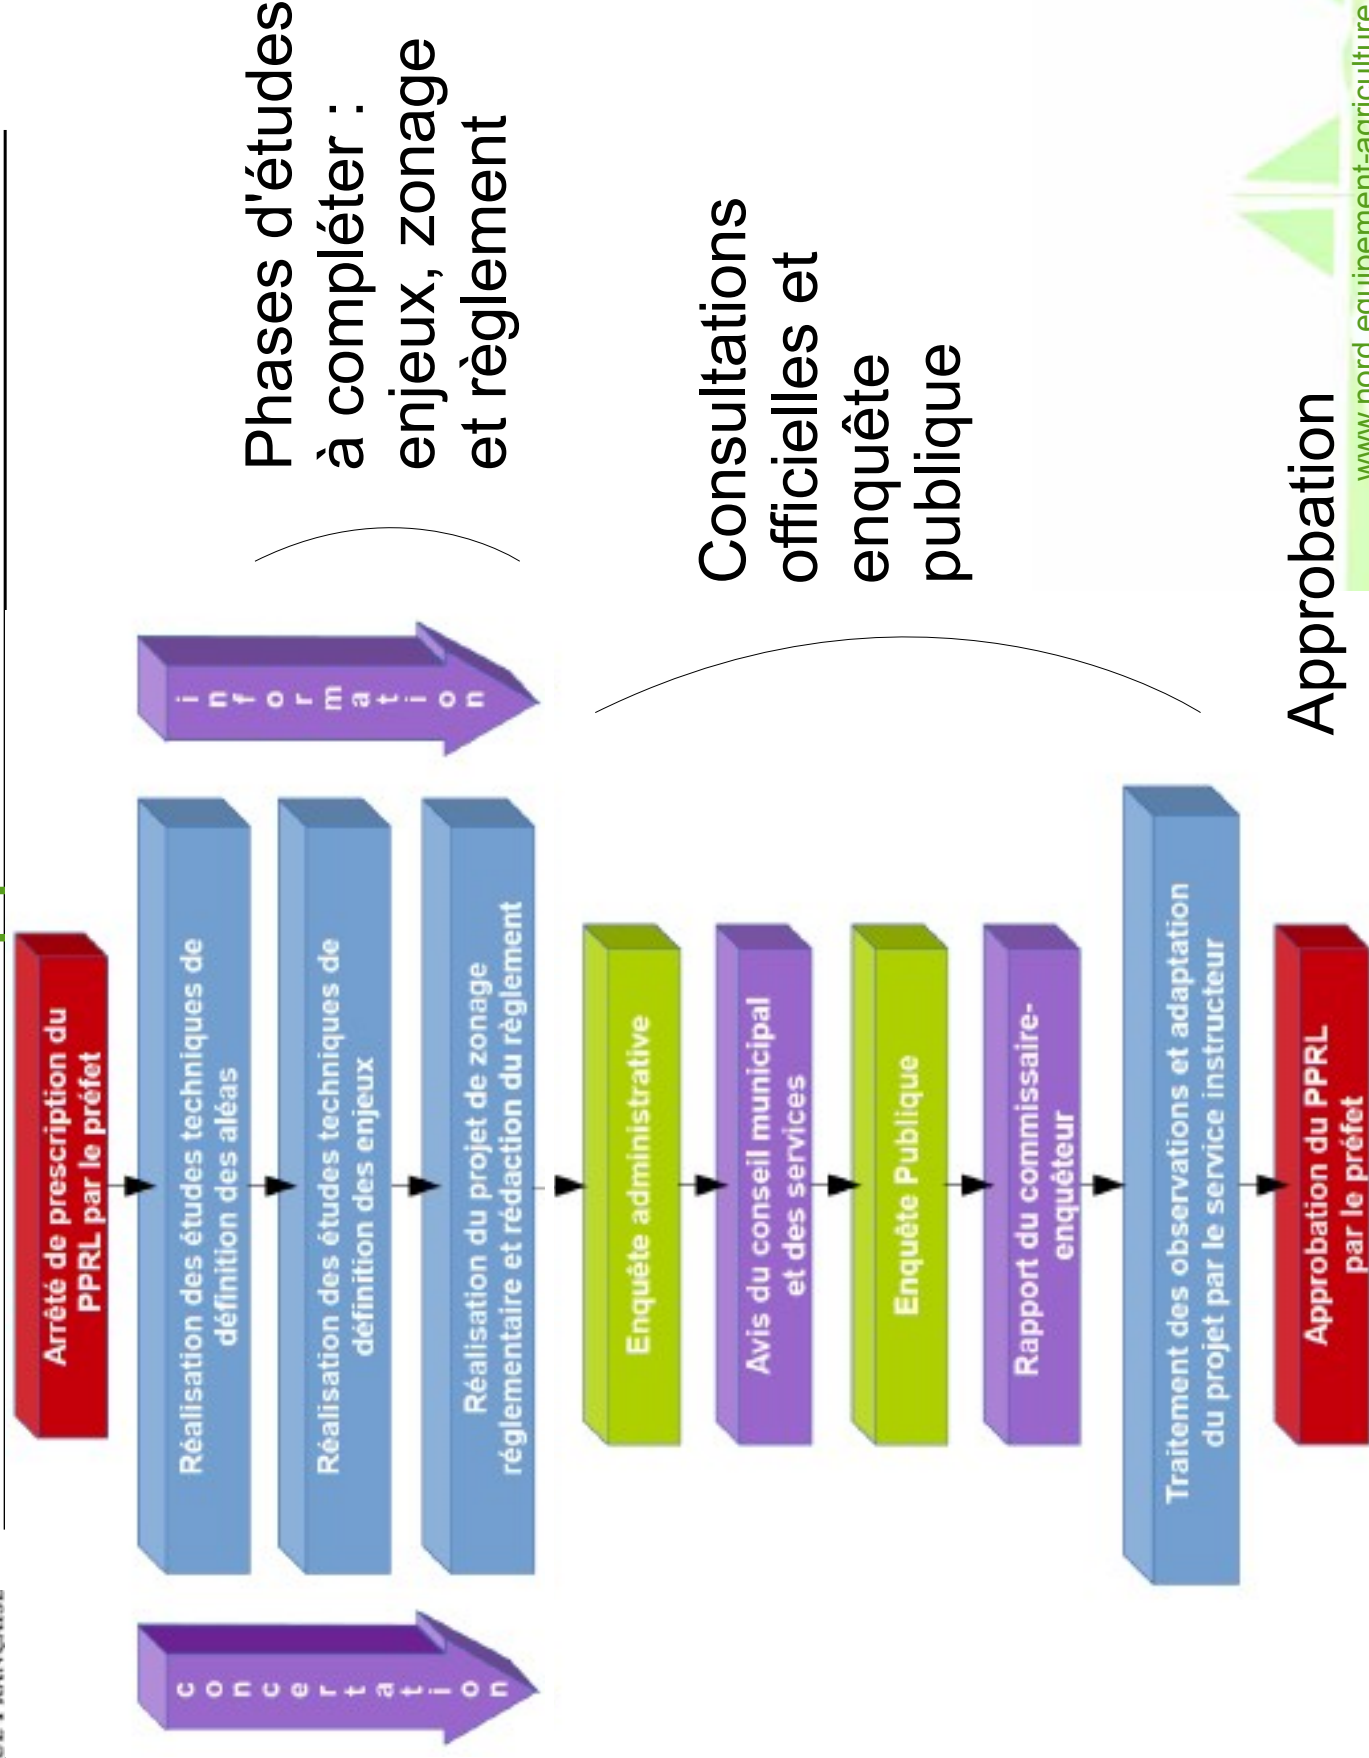 Arrêté de prescription du
PPRL par le préfet
concertation
Réalisation des études techniques de
définition des aléas
Réalisation des études techniques de
définition des enjeux
Réalisation du projet de zonage
réglementaire et rédaction du règlement
information
Phases d'études
à compléter :
enjeux, zonage
et règlement
Enquête administrative
Avis du conseil municipal
et des services
Enquête Publique
Rapport du commissaire-
enquêteur
Traitement des observations et adaptation
du projet par le service instructeur
Consultations
officielles et
enquête
publique
Approbation du PPRL
par le préfet
Approbation
www.nord.equipement-agriculture